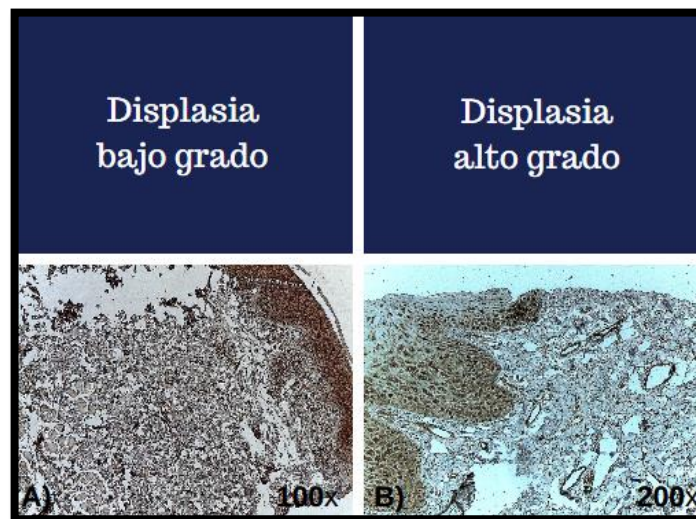 Displasia
bajo grado
Displasia
alto grado
A)
100x
B)
200x